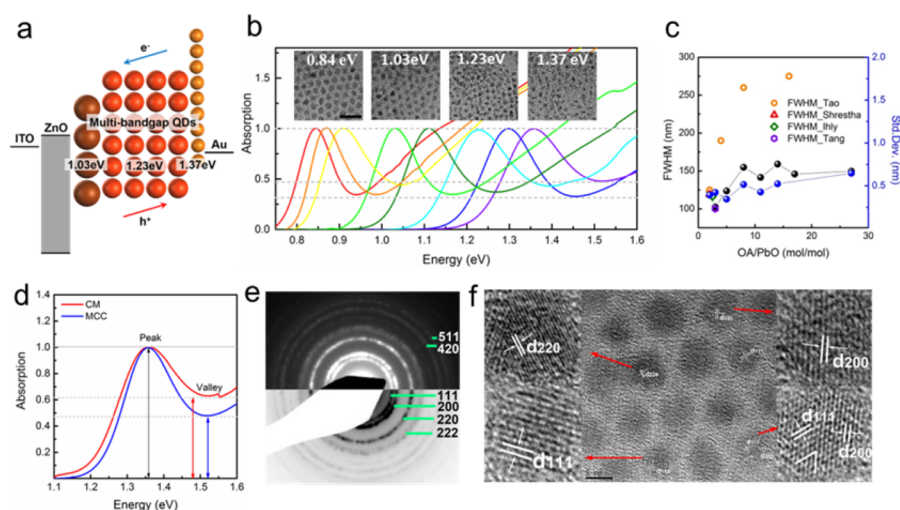 a
e⁻
ZnO
ITO
Multi-bandgap QDs
Au
1.03eV
1.23eV
1.37eV
h⁺
b
0.84 eV
1.03eV
1.23eV
1.37 eV
Absorption
1.5
1.0
0.5
0.0
0.8 0.9 1.0 1.1 1.2 1.3 1.4 1.5 1.6
Energy (eV)
c
FWHM (nm)
300
250
200
150
100
FWHM_Tao
FWHM_Shrestha
FWHM_Ihly
FWHM_Tang
2.0
1.5
1.0
0.5
0.0
Std Dev. (nm)
0 10 20 30
OA/PbO (mol/mol)
d
Absorption
1.4
1.2
1.0
0.8
0.6
0.4
0.2
0.0
CM
MCC
Peak
Valley
1.1 1.2 1.3 1.4 1.5 1.6
Energy (eV)
e
511
420
111
200
220
222
f
d220
d111
d200
d111
d200